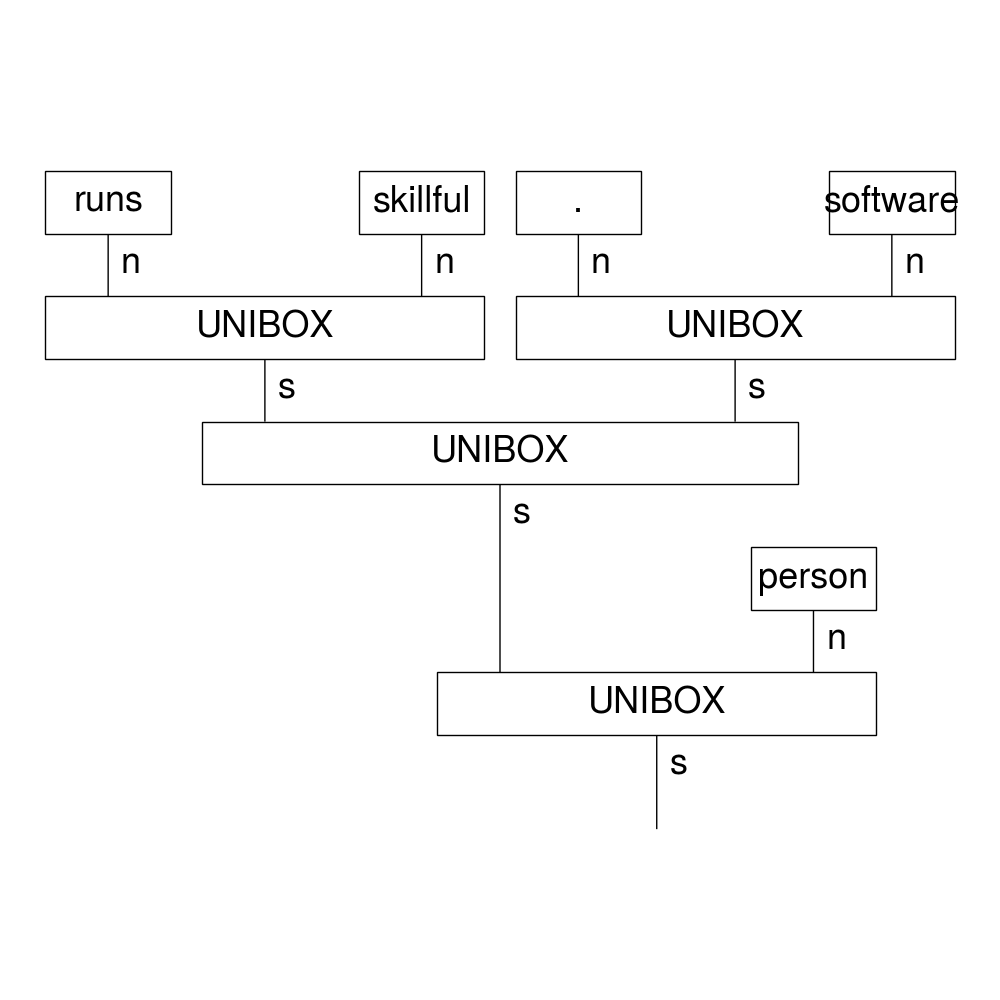 runs skillful . software
n n n n
UNIBOX UNIBOX
s s
UNIBOX
s
person
n
UNIBOX
s